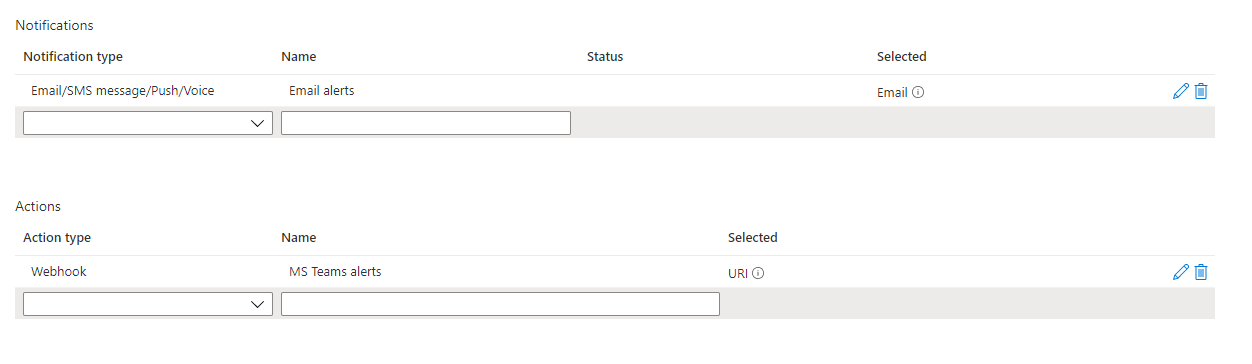 Notifications
Notification type Name Status Selected
Email/SMS message/Push/Voice Email alerts Email
Actions
Action type Name Selected
Webhook MS Teams alerts URI